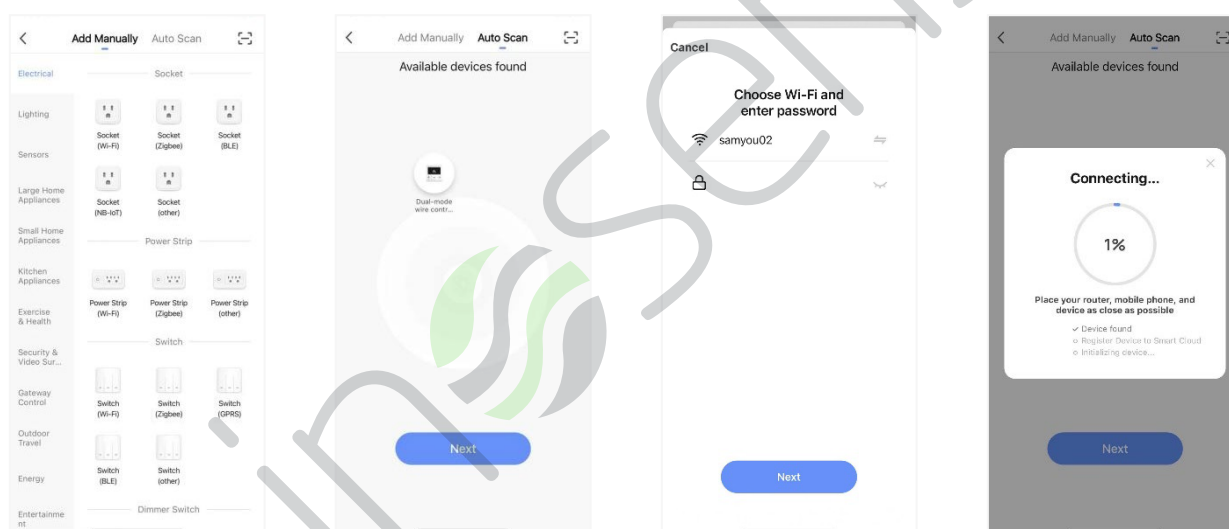 Add Manually Auto Scan
Electrical
Socket
Lighting
Socket
(Wi-Fi)
Socket
(Zigbee)
Socket
(BLE)
Sensors
Large Home
Appliances
Socket
(NB-IoT)
Socket
(other)
Small Home
Appliances
Power Strip
Kitchen
Appliances
Power Strip
(Wi-Fi)
Power Strip
(Zigbee)
Power Strip
(other)
Exercise
& Health
Switch
Security &
Video Sur...
Gateway
Control
Switch
(Wi-Fi)
Switch
(Zigbee)
Switch
(GPRS)
Outdoor
Travel
Switch
(BLE)
Switch
(other)
Energy
Dimmer Switch
Entertainme
nt
Add Manually Auto Scan
Available devices found
Dual-mode
wire contr...
Next
Cancel
Choose Wi-Fi and
enter password
samyou02
Next
Add Manually Auto Scan
Available devices found
Connecting...
1%
Place your router, mobile phone, and
device as close as possible
Device found
Register Device to Smart Cloud
Initializing device...
Next